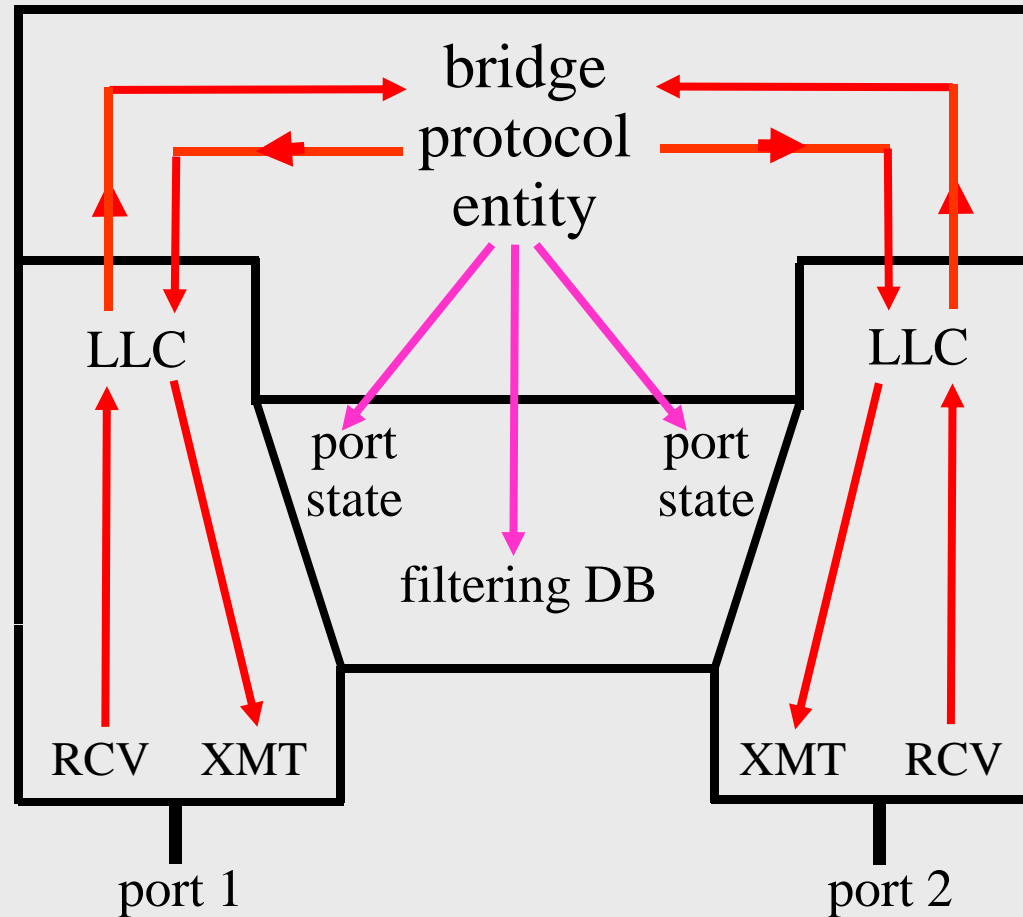 bridge
protocol
entity
LLC
LLC
port
state
port
state
filtering DB
RCV
XMT
XMT
RCV
port 1
port 2